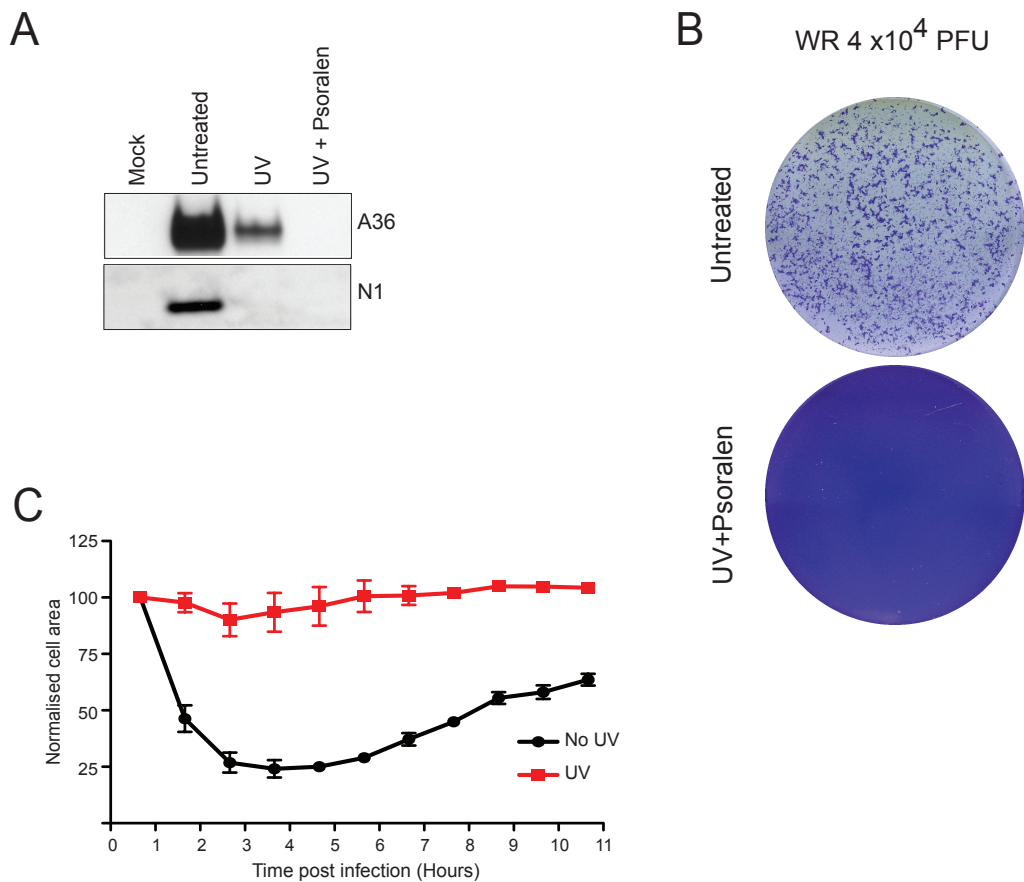 A
Mock
Untreated
UV
UV + Psoralen
A36
N1
B
WR 4 x10⁴ PFU
Untreated
UV+Psoralen
C
Normalised cell area
125
100
75
50
25
0 1 2 3 4 5 6 7 8 9 10 11
Time post infection (Hours)
No UV
UV